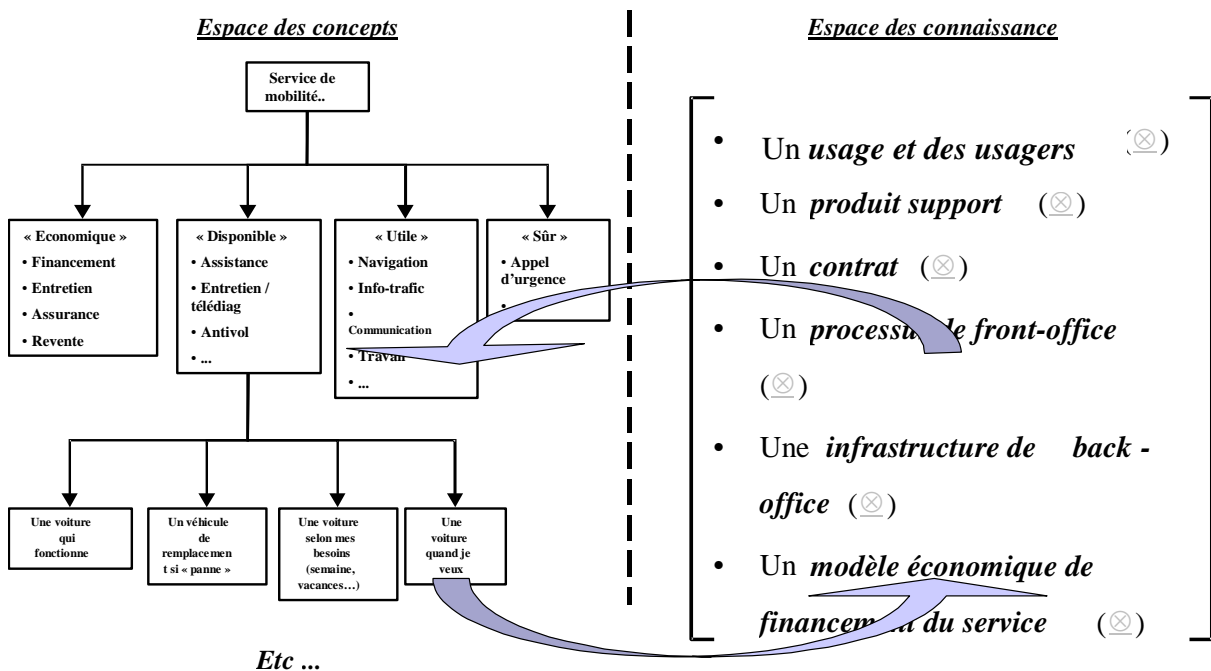 Espace des concepts
Service de
mobilité..
« Economique »
• Financement
• Entretien
• Assurance
• Revente
« Disponible »
• Assistance
• Entretien /
télédiag
• Antivol
• ...
« Utile »
• Navigation
• Info-trafic
•
Communication
• Travail
• ...
« Sûr »
• Appel
d'urgence
•
Une voiture
qui
fonctionne
Un véhicule
de
remplacemen
t si « panne »
Une voiture
selon mes
besoins
(semaine,
vacances…)
Une
voiture
quand je
veux
Etc ...
Espace des connaissance
• Un usage et des usagers (⊗)
• Un produit support (⊗)
• Un contrat (⊗)
• Un processus de front-office
(⊗)
• Une infrastructure de back -
office (⊗)
• Un modèle économique de
financement du service (⊗)